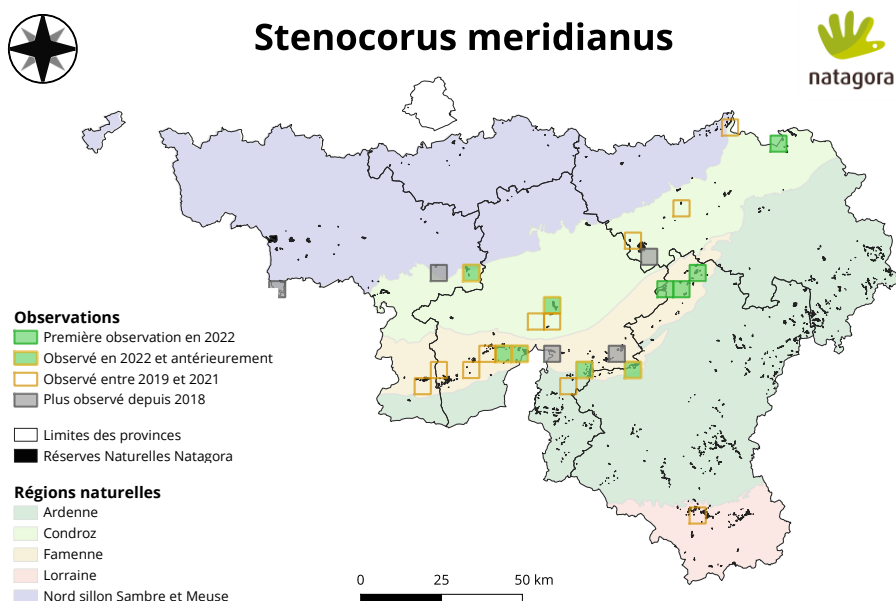 Stenocorus meridianus
natagora
Observations
Première observation en 2022
Observé en 2022 et antérieurement
Observé entre 2019 et 2021
Plus observé depuis 2018
Limites des provinces
Réserves Naturelles Natagora
Régions naturelles
Ardenne
Condroz
Famenne
Lorraine
Nord sillon Sambre et Meuse
0 25 50 km